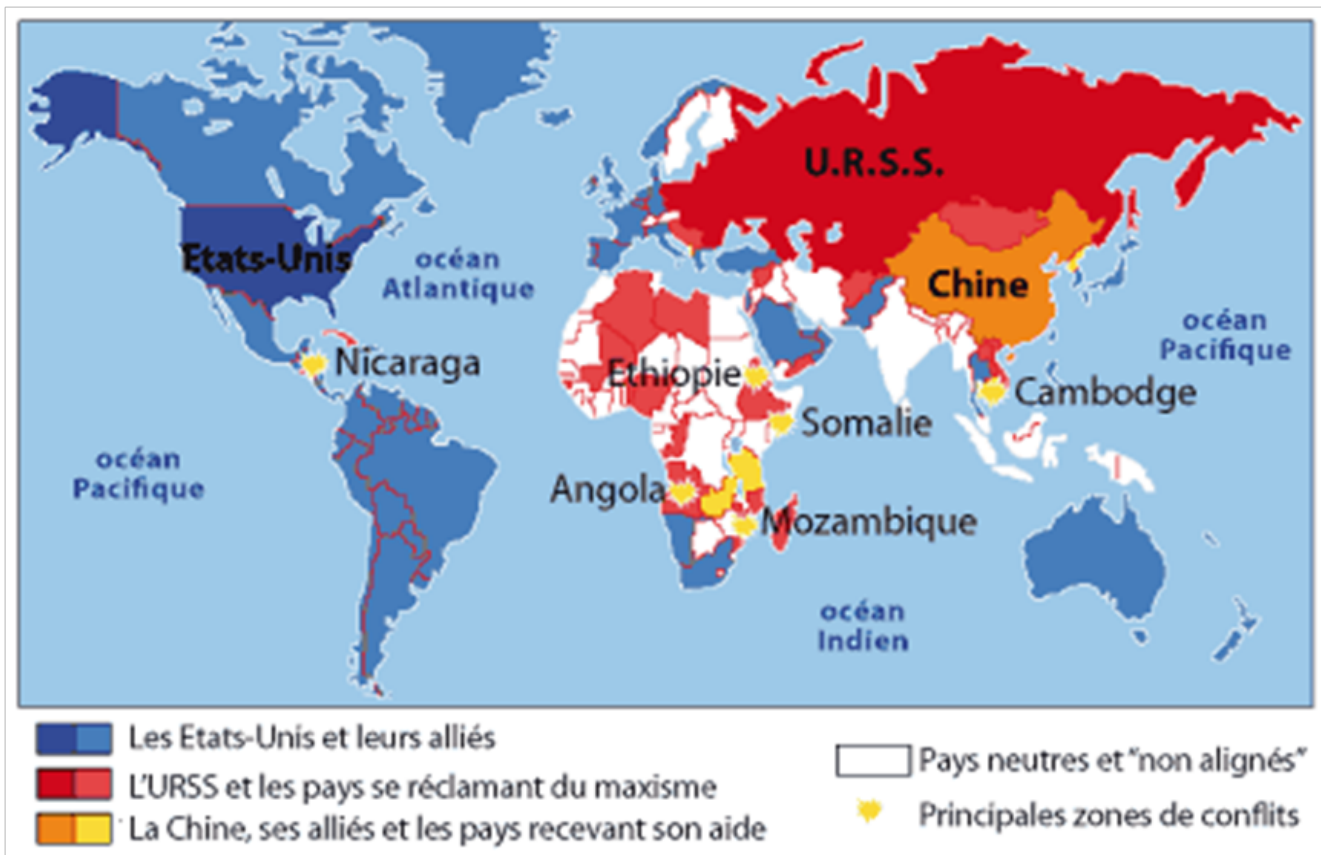 U.R.S.S.
Etats-Unis
océan
Atlantique
Chine
océan
Pacifique
Nicaraga
Ethiopie
Cambodge
Somalie
océan
Pacifique
Angola
Mozambique
océan
Indien
Les Etats-Unis et leurs alliés
L'URSS et les pays se réclamant du maxisme
La Chine, ses alliés et les pays recevant son aide
Pays neutres et "non alignés"
Principales zones de conflits